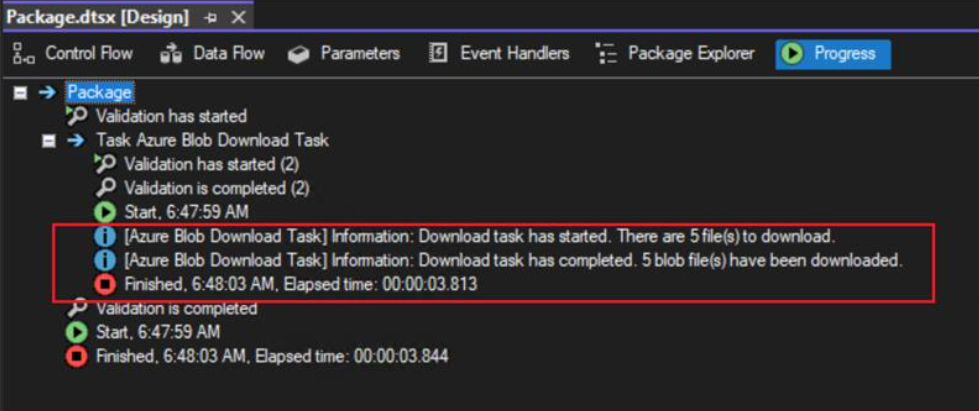 Package.dtsx [Design]
Control Flow Data Flow Parameters Event Handlers Package Explorer Progress
Package
Validation has started
Task Azure Blob Download Task
Validation has started (2)
Validation is completed (2)
Start, 6:47:59 AM
[Azure Blob Download Task] Information: Download task has started. There are 5 file(s) to download.
[Azure Blob Download Task] Information: Download task has completed. 5 blob file(s) have been downloaded.
Finished, 6:48:03 AM, Elapsed time: 00:00:03.813
Validation is completed
Start, 6:47:59 AM
Finished, 6:48:03 AM, Elapsed time: 00:00:03.844